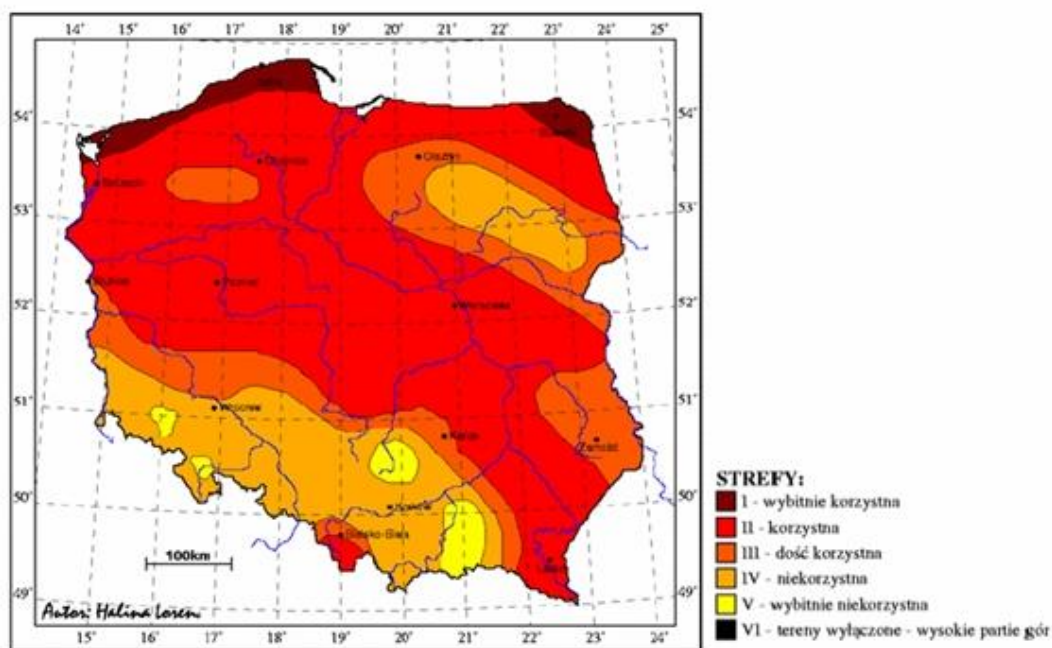 14° 15° 16° 17° 18° 19° 20° 21° 22° 23° 24° 25°
54° 54°
Olsztyn
Szczecin
53° 53°
Poznań
Warszawa
52° 52°
51° 51°
Wrocław
Kielce
Zamość
50° 50°
Kraków
Bielsko-Biała
100km
49° 49°
Autor: Halina Lorenc
15° 16° 17° 18° 19° 20° 21° 22° 23° 24°
STREFY:
I - wybitnie korzystna
II - korzystna
III - dość korzystna
IV - niekorzystna
V - wybitnie niekorzystna
VI - tereny wyłączone - wysokie partie gór